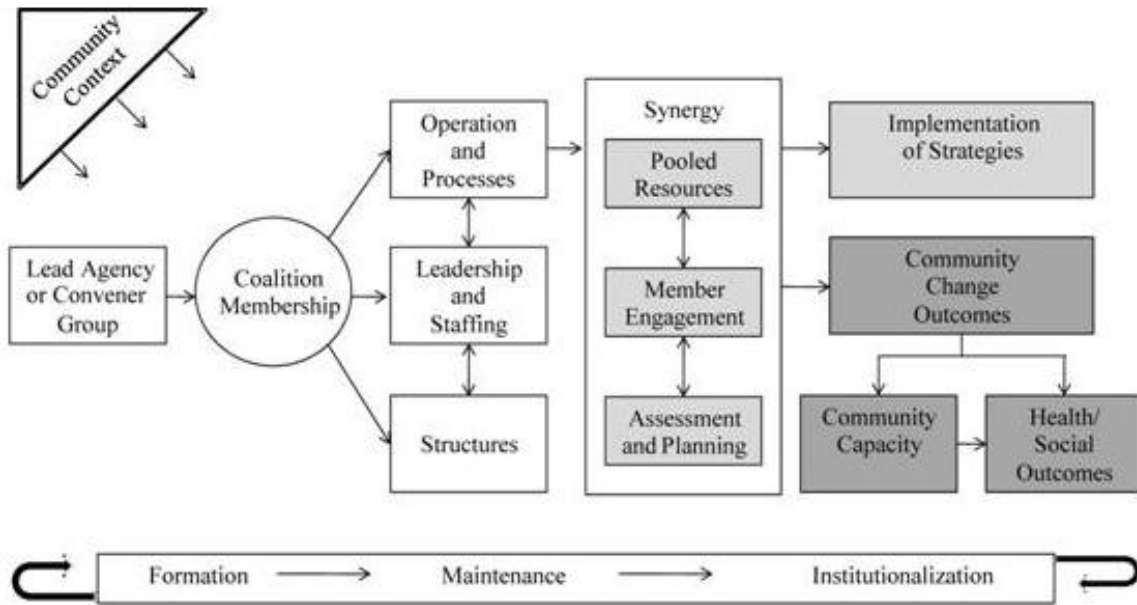 Community
Context
Operation
and
Processes
Synergy
Pooled
Resources
Implementation
of Strategies
Lead Agency
or Convener
Group
Coalition
Membership
Leadership
and
Staffing
Member
Engagement
Community
Change
Outcomes
Structures
Assessment
and Planning
Community
Capacity
Health/
Social
Outcomes
Formation
Maintenance
Institutionalization